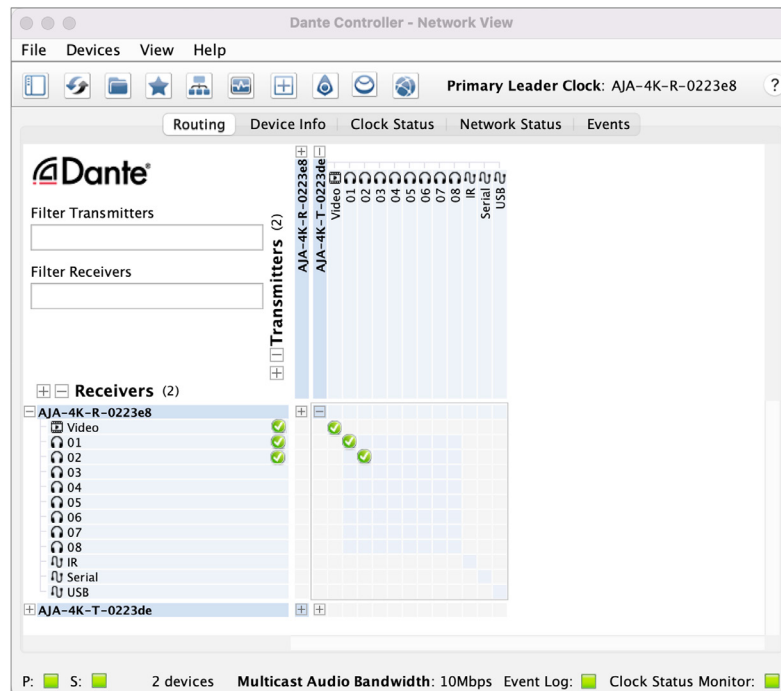 Dante Controller - Network View
File Devices View Help
Primary Leader Clock: AJA-4K-R-0223e8 ?
Routing Device Info Clock Status Network Status Events
Dante
Filter Transmitters
Filter Receivers
Transmitters (2)
AJA-4K-R-0223e8
AJA-4K-T-0223de
Video
01
02
03
04
05
06
07
08
IR
Serial
USB
Receivers (2)
AJA-4K-R-0223e8
Video
01
02
03
04
05
06
07
08
IR
Serial
USB
AJA-4K-T-0223de
P: S: 2 devices Multicast Audio Bandwidth: 10Mbps Event Log: Clock Status Monitor: